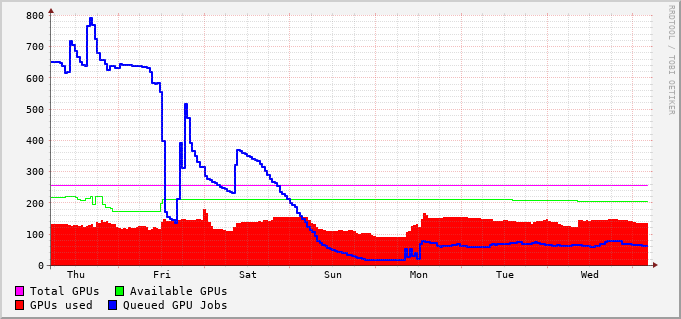 800
700
600
500
400
300
200
100
0
Thu Fri Sat Sun Mon Tue Wed
Total GPUs Available GPUs
GPUs used Queued GPU Jobs
RRDTOOL / TOBI OETIKER